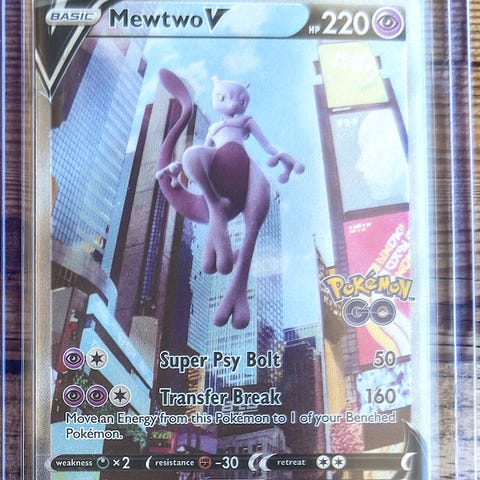 BASIC Mewtwo V HP 220
Pokémon
GO
Super Psy Bolt 50
Transfer Break 160
Move an Energy from this Pokémon to 1 of your Benched
Pokémon.
weakness ×2 resistance -30 retreat